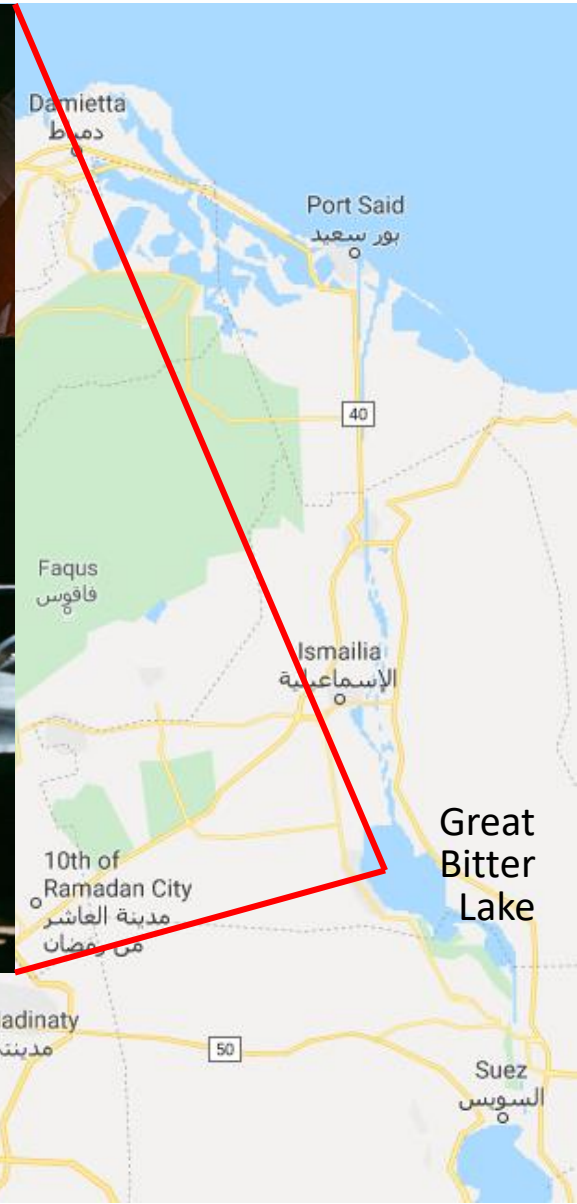 Damietta
دمياط
Port Said
بور سعيد
40
Faqus
فاقوس
Ismailia
الإسماعيلية
Great
Bitter
Lake
10th of
Ramadan City
مدينة العاشر
من رمضان
adinaty
50
Suez
السويس